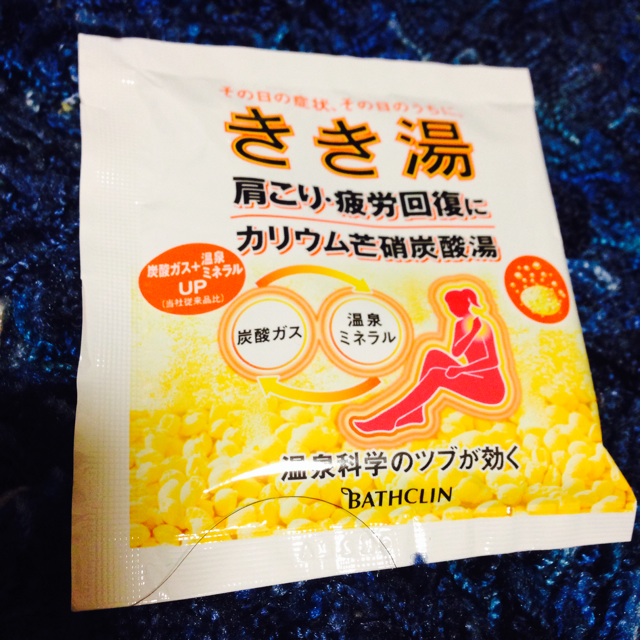 その日の症状、その日のうちに。
きき湯
肩こり・疲労回復に
カリウム芒硝炭酸湯
炭酸ガス+温泉ミネラル
UP
[当社従来品比]
炭酸ガス
温泉
ミネラル
温泉科学のツブが効く
BATHCLIN